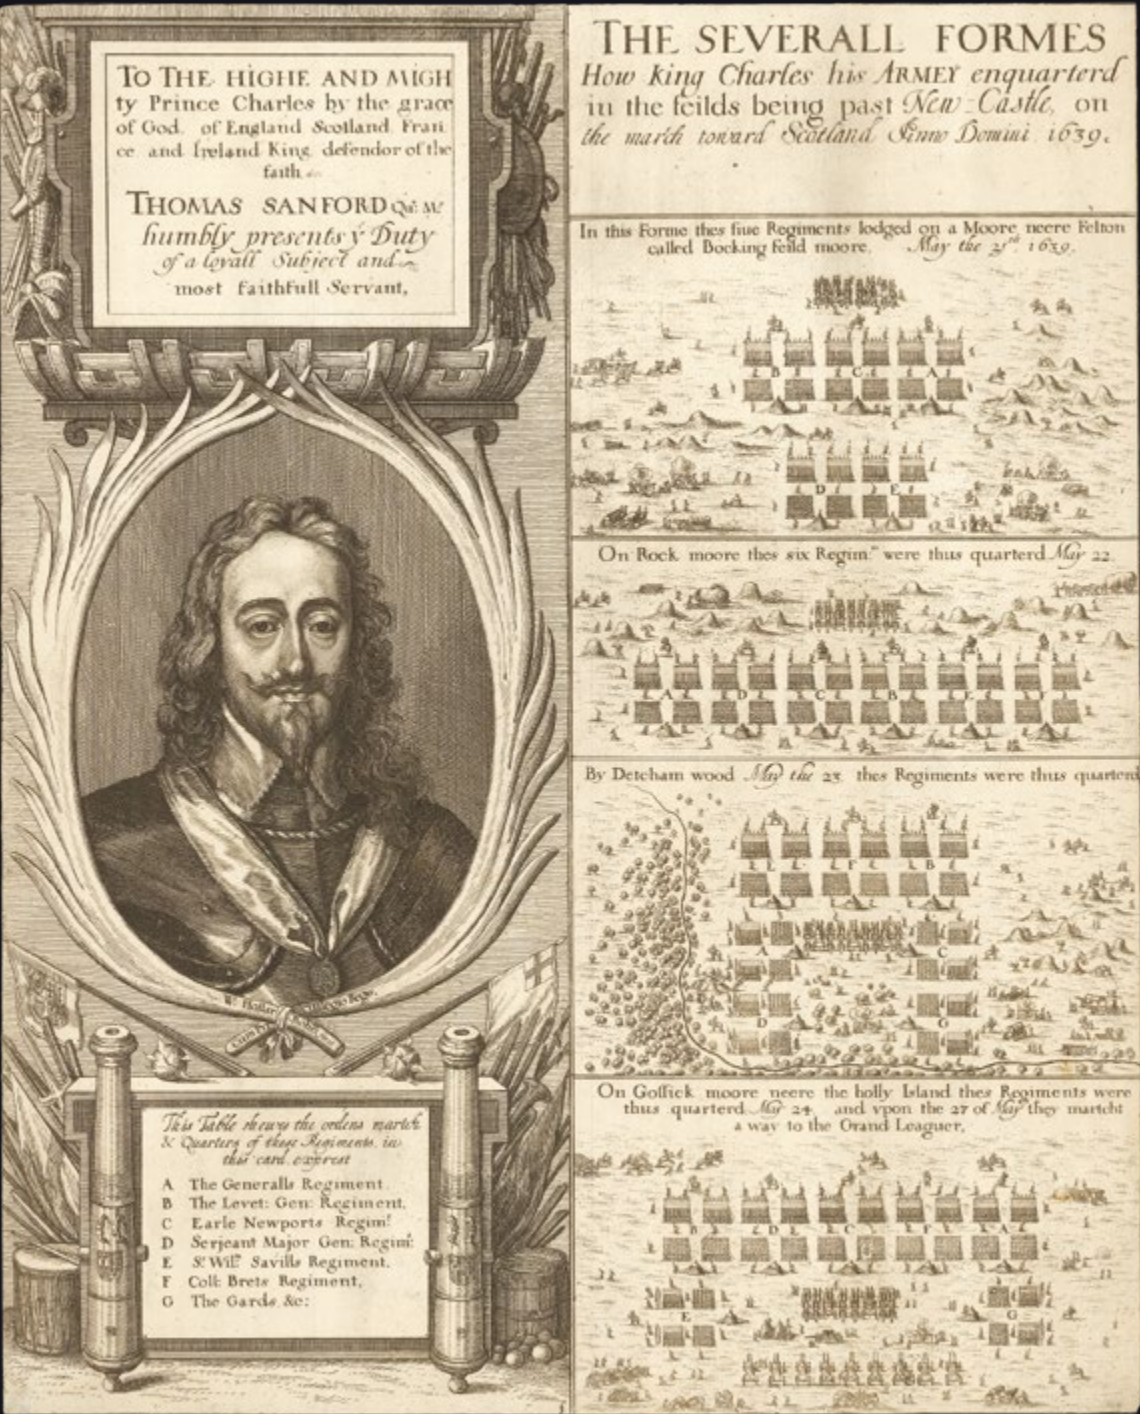 TO THE HIGHE AND MIGH
ty Prince Charles by the grace
of God, of England Scotland Fran
ce and Ireland King, defendor of the
faith
THOMAS SANFORD
humbly presents ẙ Duty
of a loyall Subject and
most faithfull Servant,
W: Hollar
THE SEVERALL FORMES
How King Charles his ARMEY enquarterd
in the feilds being past New-Castle, on
the march toward Scotland Anno Domini 1639.
In this Forme thes fiue Regiments lodged on a Moore neere Felton
called Bocking feild moore. May the 21 1639.
B C A
D E
On Rock moore thes six Regim:ts were thus quarterd May 22
A D C B E F
By Detcham wood May the 23 thes Regiments were thus quarterd
E F B
A C
D G
On Gossick moore neere the holly Island thes Regiments were
thus quarterd May 24, and vpon the 27 of May they martcht
a way to the Grand Leaguer,
B D C F A
E G
This Table shewes the orders martch
& Quarters of these Regiments in
this card exprest
A The Generalls Regiment.
B The Levet: Gen: Regiment,
C Earle Newports Regim:t
D Serjeant Major Gen: Regim:t
E Sr Wilm Savills Regiment.
F Coll: Brets Regiment,
G The Gards &c: